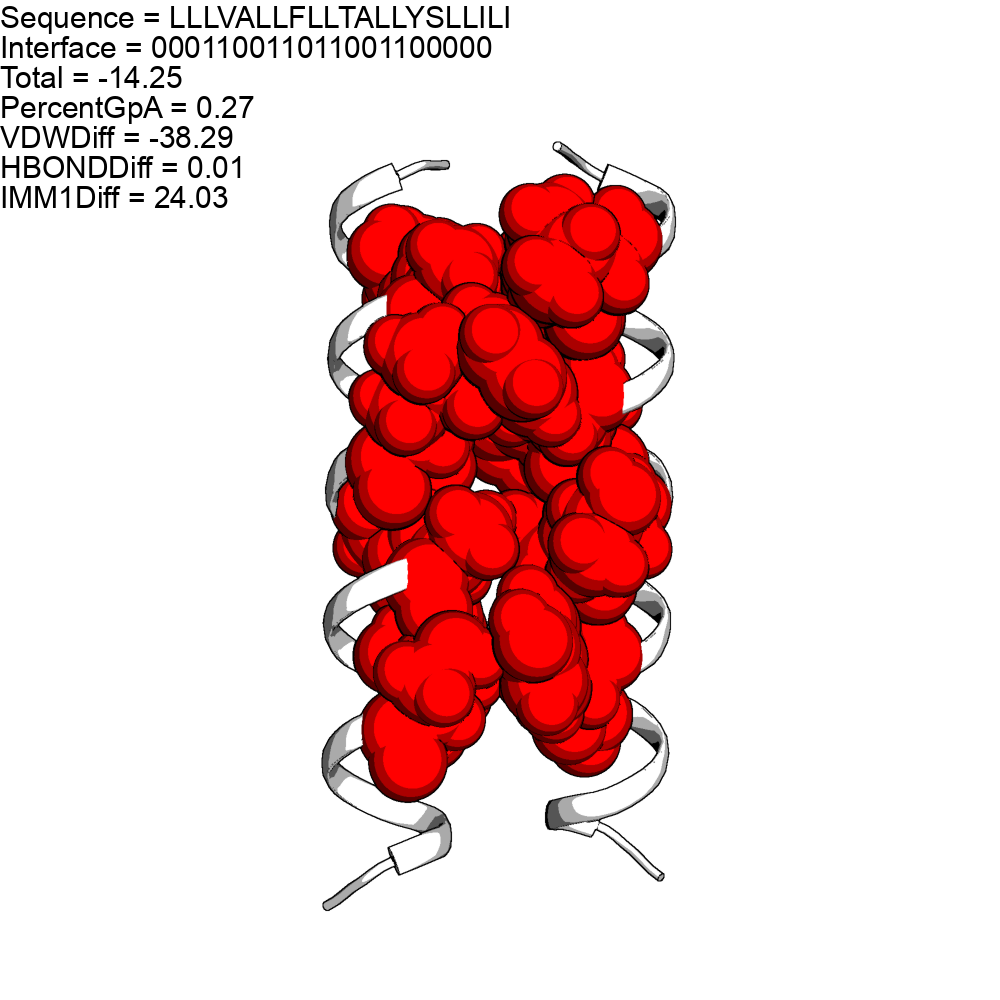 Sequence = LLLVALLFLLTALLYSLLILI
Interface = 000110011011001100000
Total = -14.25
PercentGpA = 0.27
VDWDiff = -38.29
HBONDDiff = 0.01
IMM1Diff = 24.03